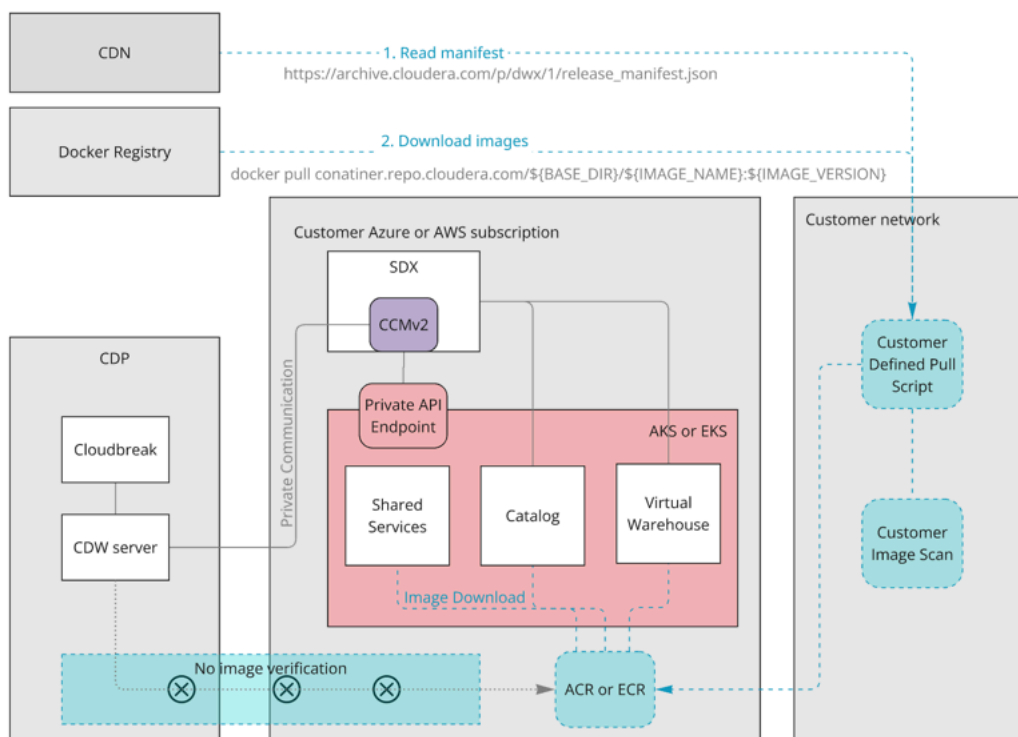 CDN
1. Read manifest
https://archive.cloudera.com/p/dwx/1/release_manifest.json
Docker Registry
2. Download images
docker pull conatiner.repo.cloudera.com/${BASE_DIR}/${IMAGE_NAME}:${IMAGE_VERSION}
Customer Azure or AWS subscription
Customer network
SDX
CCMv2
CDP
Customer
Defined Pull
Script
Private Communication
Private API
Endpoint
AKS or EKS
Cloudbreak
Shared
Services
Catalog
Virtual
Warehouse
CDW server
Customer
Image Scan
Image Download
No image verification
ACR or ECR